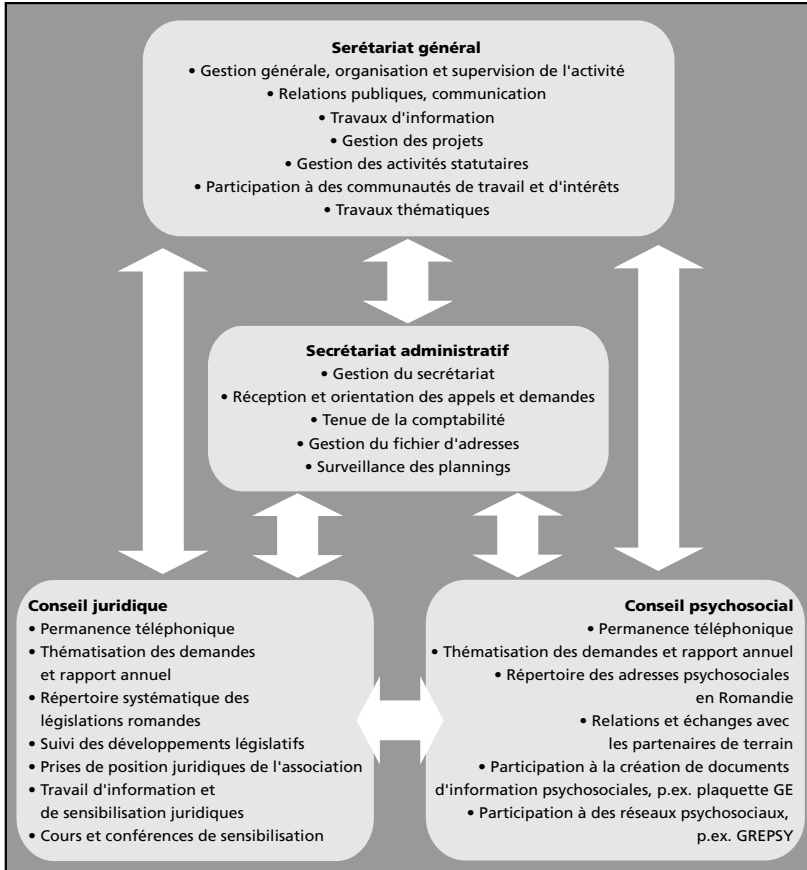 Serétariat général
• Gestion générale, organisation et supervision de l'activité
• Relations publiques, communication
• Travaux d'information
• Gestion des projets
• Gestion des activités statutaires
• Participation à des communautés de travail et d'intérêts
• Travaux thématiques
Secrétariat administratif
• Gestion du secrétariat
• Réception et orientation des appels et demandes
• Tenue de la comptabilité
• Gestion du fichier d'adresses
• Surveillance des plannings
Conseil juridique
• Permanence téléphonique
• Thématisation des demandes
et rapport annuel
• Répertoire systématique des
législations romandes
• Suivi des développements législatifs
• Prises de position juridiques de l'association
• Travail d'information et
de sensibilisation juridiques
• Cours et conférences de sensibilisation
Conseil psychosocial
• Permanence téléphonique
• Thématisation des demandes et rapport annuel
• Répertoire des adresses psychosociales
en Romandie
• Relations et échanges avec
les partenaires de terrain
• Participation à la création de documents
d'information psychosociales, p.ex. plaquette GE
• Participation à des réseaux psychosociaux,
p.ex. GREPSY